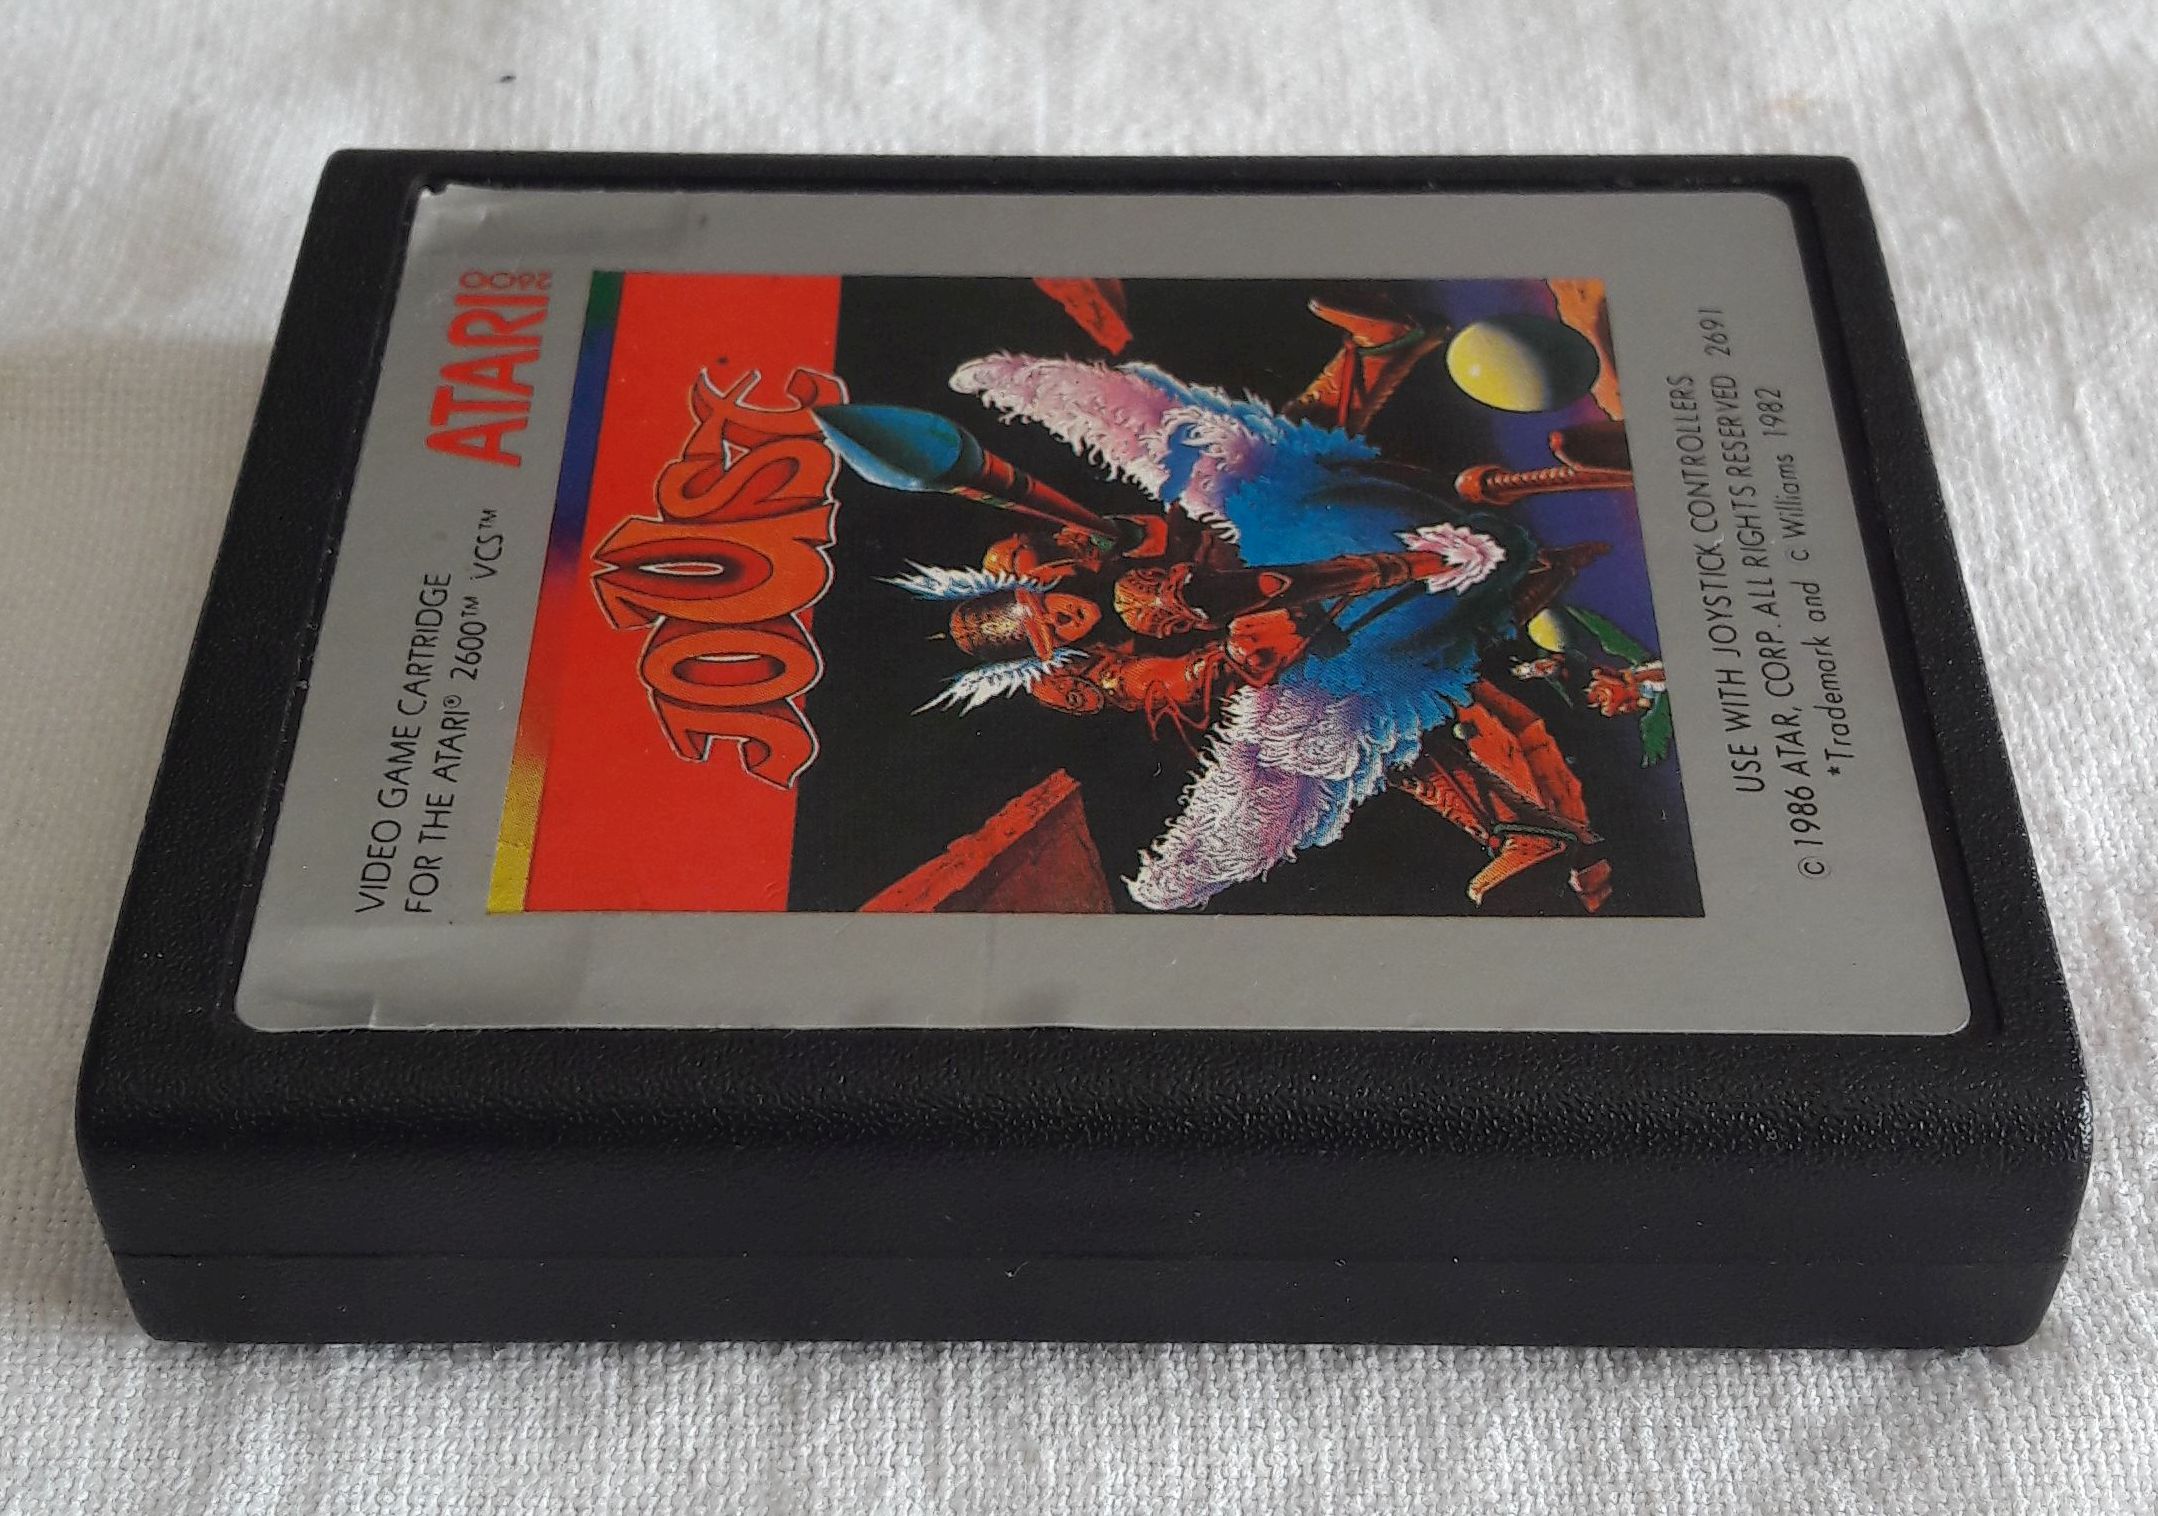 VIDEO GAME CARTRIDGE
FOR THE ATARI® 2600™ VCS™
ATARI 2600
JOUST
USE WITH JOYSTICK CONTROLLERS
© 1986 ATARI, CORP. ALL RIGHTS RESERVED 2691
*Trademark and c Williams 1982